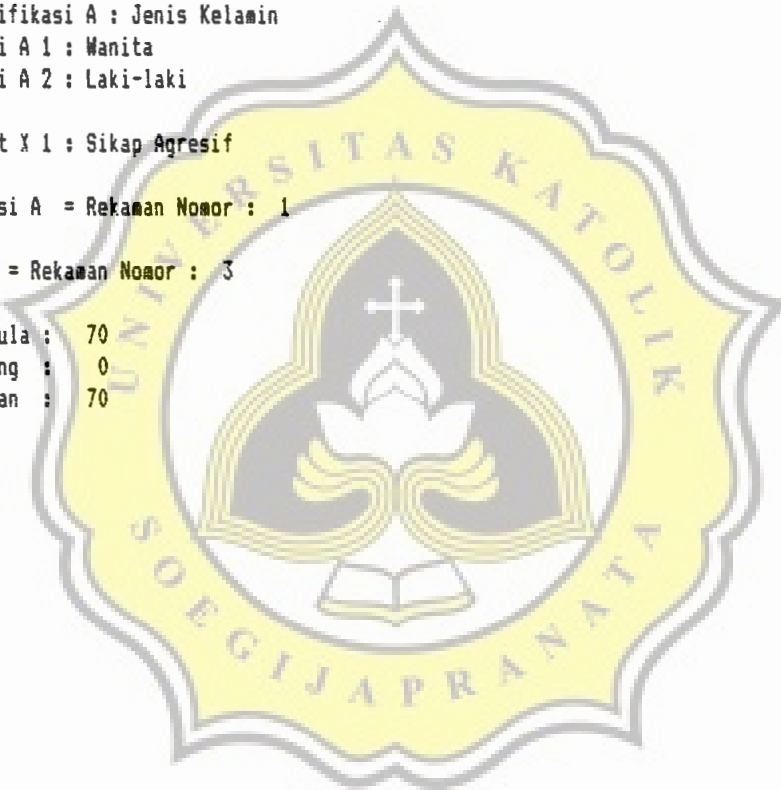 ifikasi A : Jenis Kelamin
i A 1 : Wanita
i A 2 : Laki-laki
t X 1 : Sikap Agresif
si A = Rekaman Nomor : 1
= Rekaman Nomor : 3
ula : 70
ng : 0
an : 70
UNIVERSITAS KATOLIK
SOEGIJAPRANATA